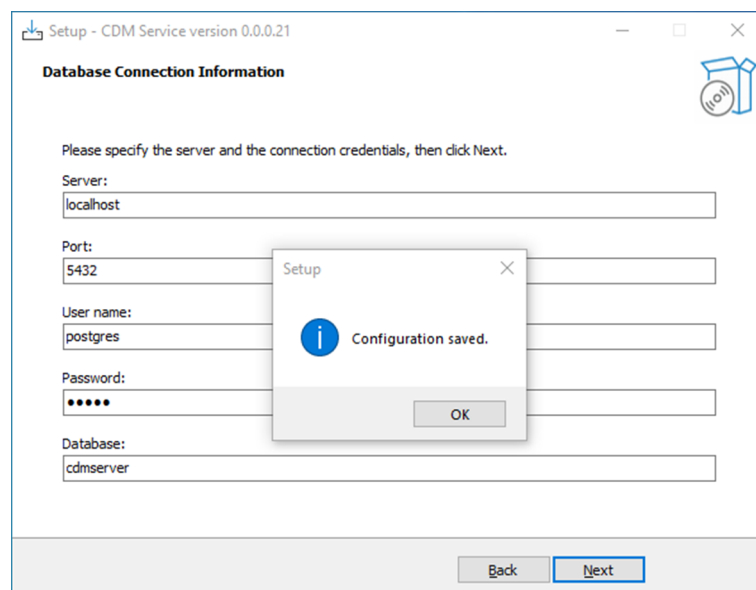 Setup - CDM Service version 0.0.0.21
Database Connection Information
Please specify the server and the connection credentials, then click Next.
Server:
localhost
Port:
5432
User name:
postgres
Password:
●●●●●
Database:
cdmserver
Setup
Configuration saved.
OK
Back
Next